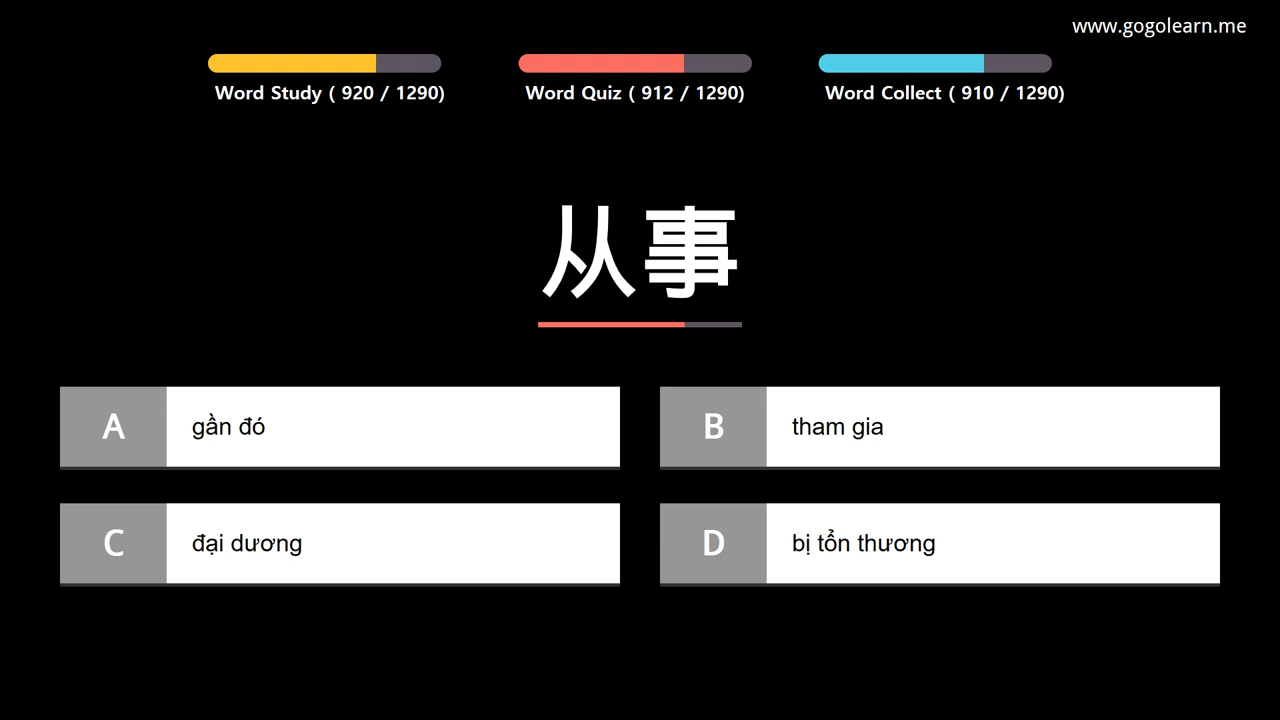 www.gogolearn.me
Word Study ( 920 / 1290)
Word Quiz ( 912 / 1290)
Word Collect ( 910 / 1290)
从事
A gần đó
B tham gia
C đại dương
D bị tổn thương